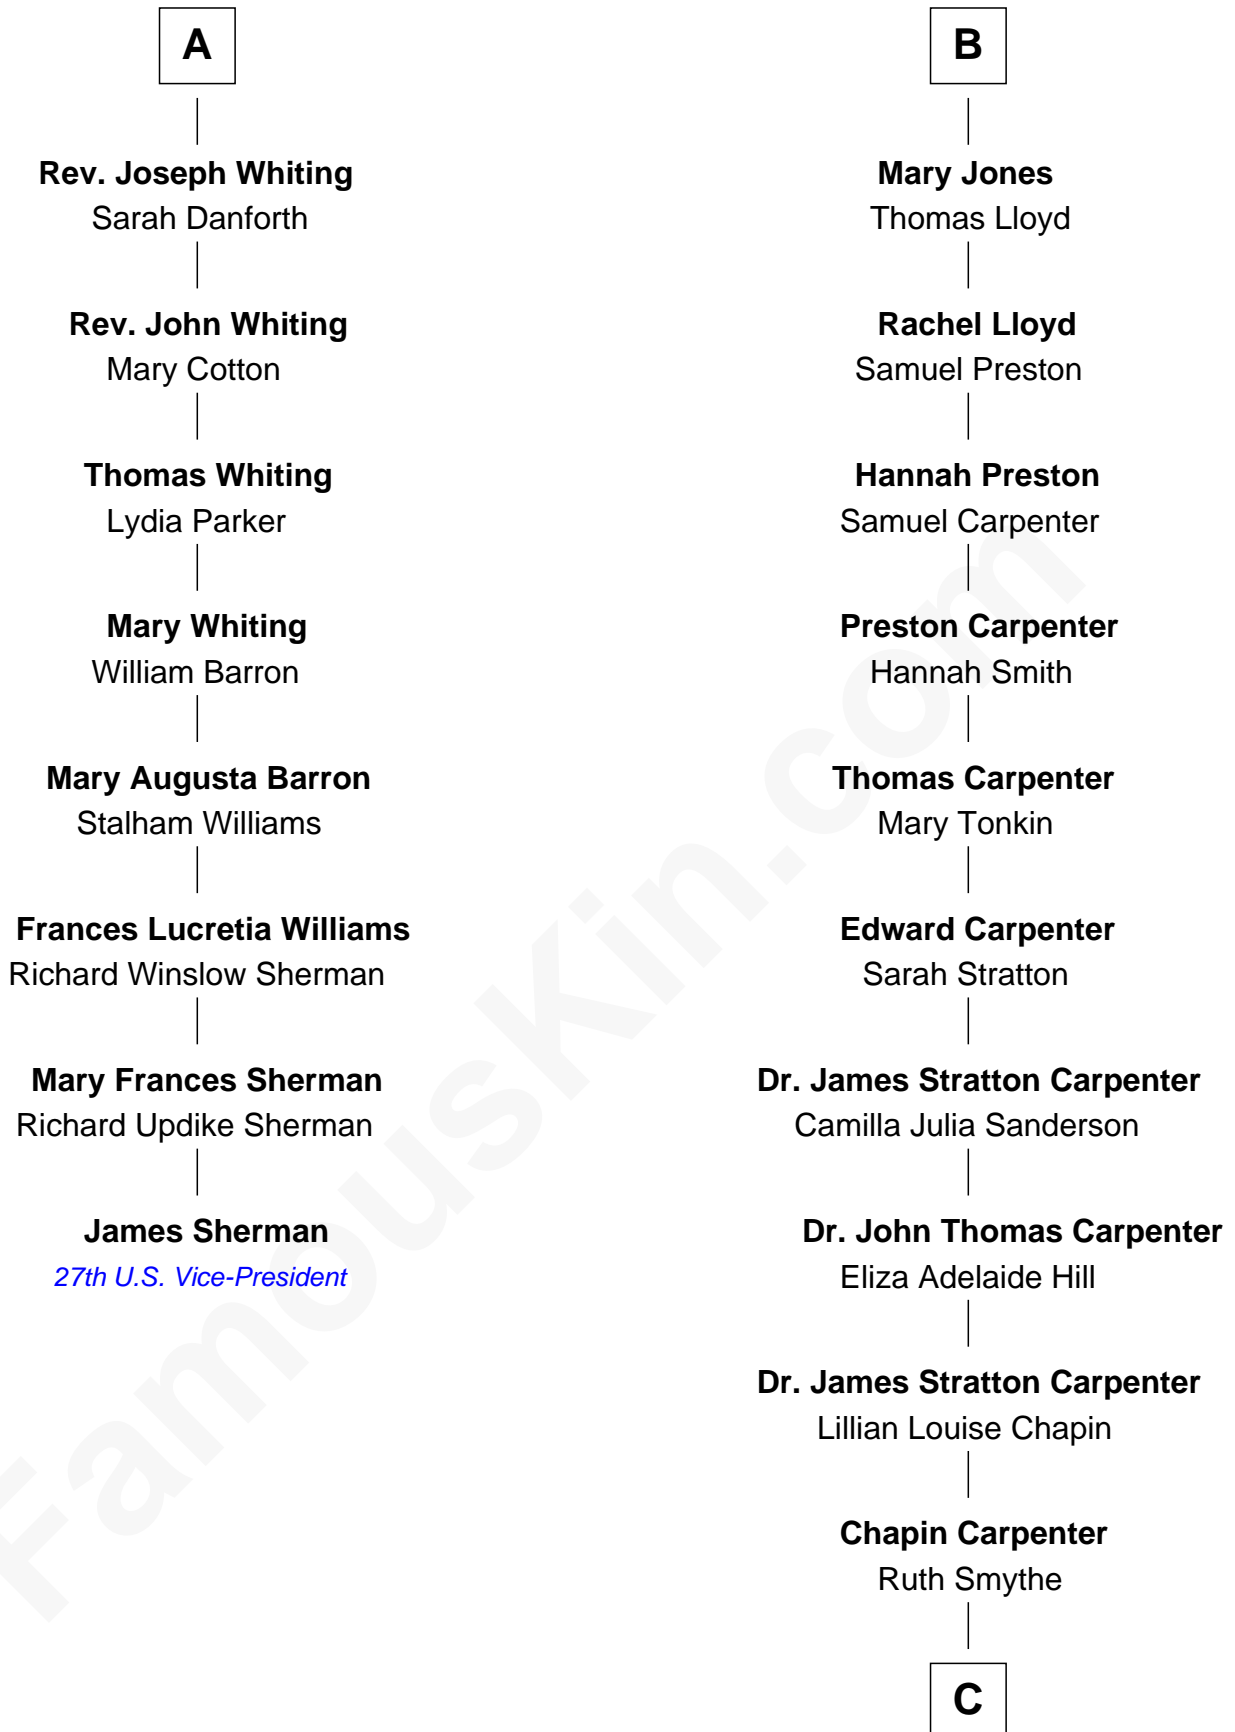 A
Rev. Joseph Whiting
Sarah Danforth
Rev. John Whiting
Mary Cotton
Thomas Whiting
Lydia Parker
Mary Whiting
William Barron
Mary Augusta Barron
Stalham Williams
Frances Lucretia Williams
Richard Winslow Sherman
Mary Frances Sherman
Richard Updike Sherman
James Sherman
27th U.S. Vice-President
B
Mary Jones
Thomas Lloyd
Rachel Lloyd
Samuel Preston
Hannah Preston
Samuel Carpenter
Preston Carpenter
Hannah Smith
Thomas Carpenter
Mary Tonkin
Edward Carpenter
Sarah Stratton
Dr. James Stratton Carpenter
Camilla Julia Sanderson
Dr. John Thomas Carpenter
Eliza Adelaide Hill
Dr. James Stratton Carpenter
Lillian Louise Chapin
Chapin Carpenter
Ruth Smythe
C
FamousKin.com